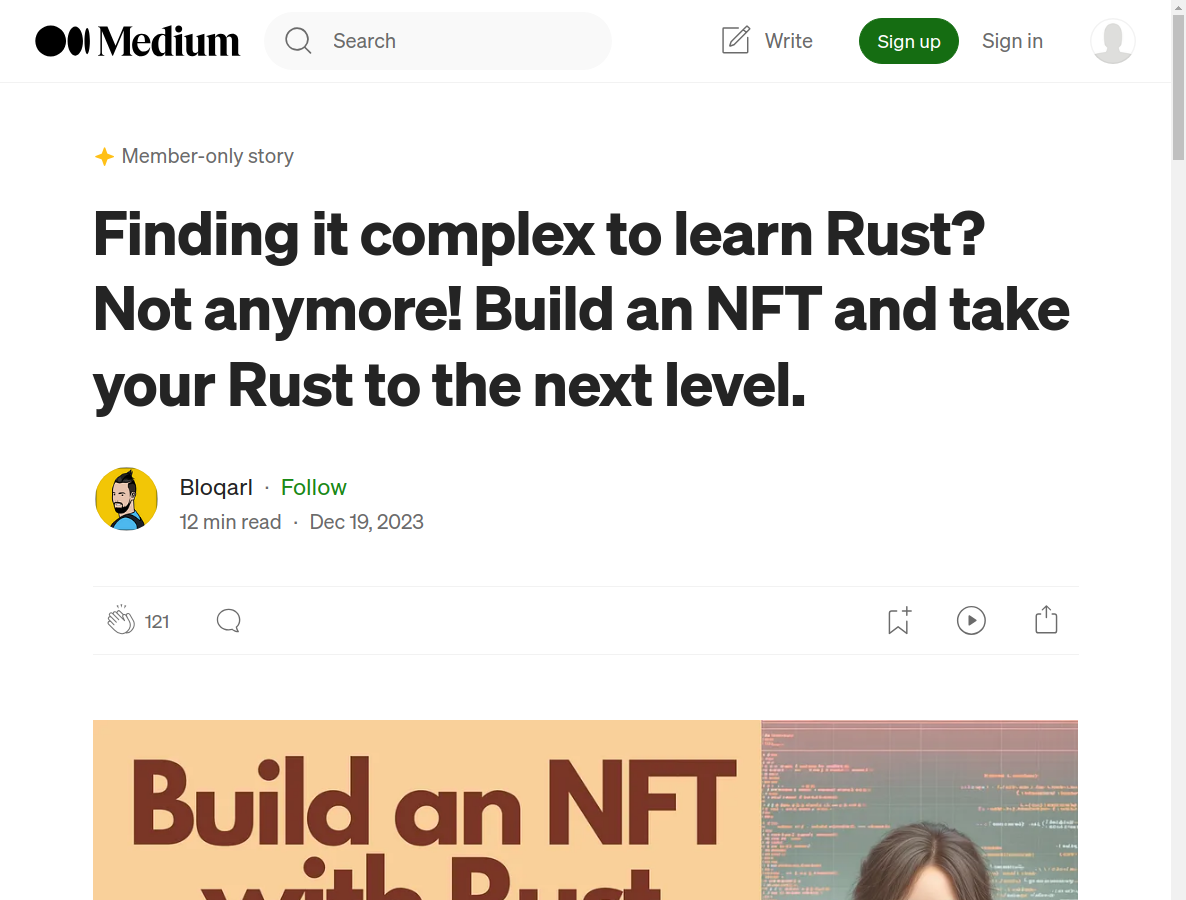 Medium
Search
Write
Sign up
Sign in
Member-only story
Finding it complex to learn Rust?
Not anymore! Build an NFT and take
your Rust to the next level.
Bloqarl · Follow
12 min read · Dec 19, 2023
121
Build an NFT
with Rust